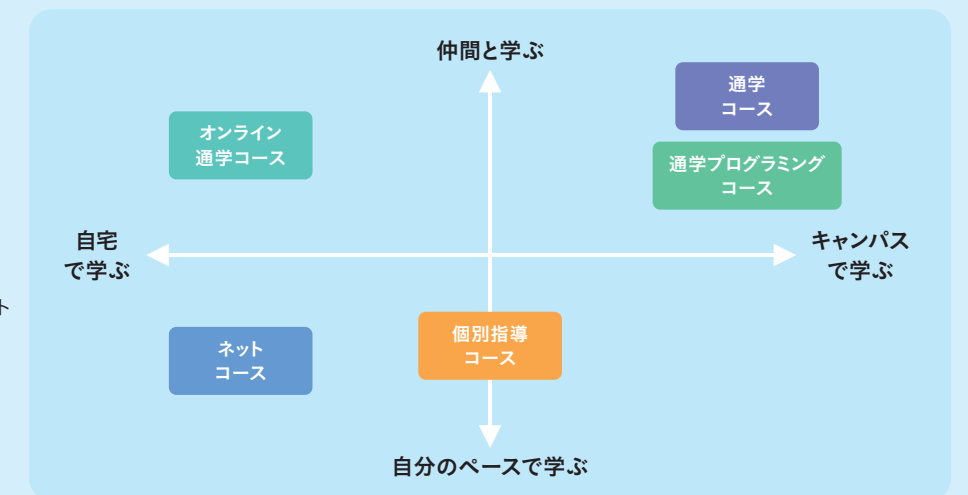 仲間と学ぶ
通学
コース
オンライン
通学コース
通学プログラミング
コース
自宅
で学ぶ
キャンパス
で学ぶ
ト
個別指導
コース
ネット
コース
自分のペースで学ぶ